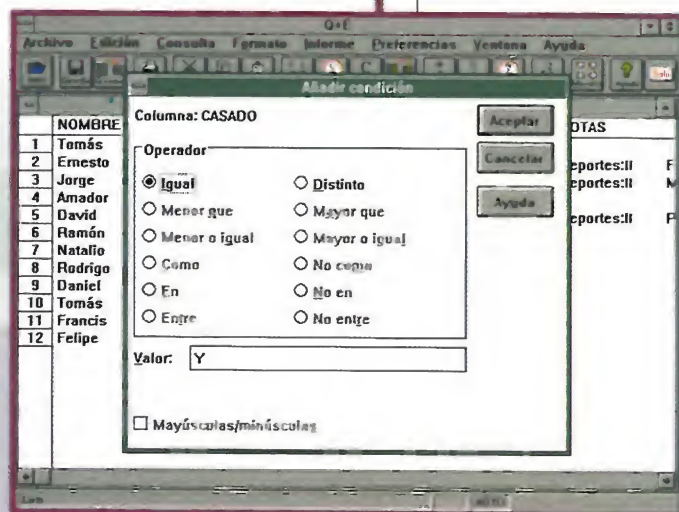 Q+E
Archivo Edición Consulta Formato Informe Preferencias Ventana Ayuda
Añadir condición
NOMBRE
OTAS
1 Tomás
2 Ernesto eportes:II F
3 Jorge eportes:II M
4 Amador
5 David eportes:II P
6 Ramón
7 Natalio
8 Rodrigo
9 Daniel
10 Tomás
11 Francis
12 Felipe
Columna: CASADO
Operador
Igual Distinto
Menor que Mayor que
Menor o igual Mayor o igual
Como No como
En No en
Entre No entre
Valor: Y
Mayúsculas/minúsculas
Aceptar
Cancelar
Ayuda